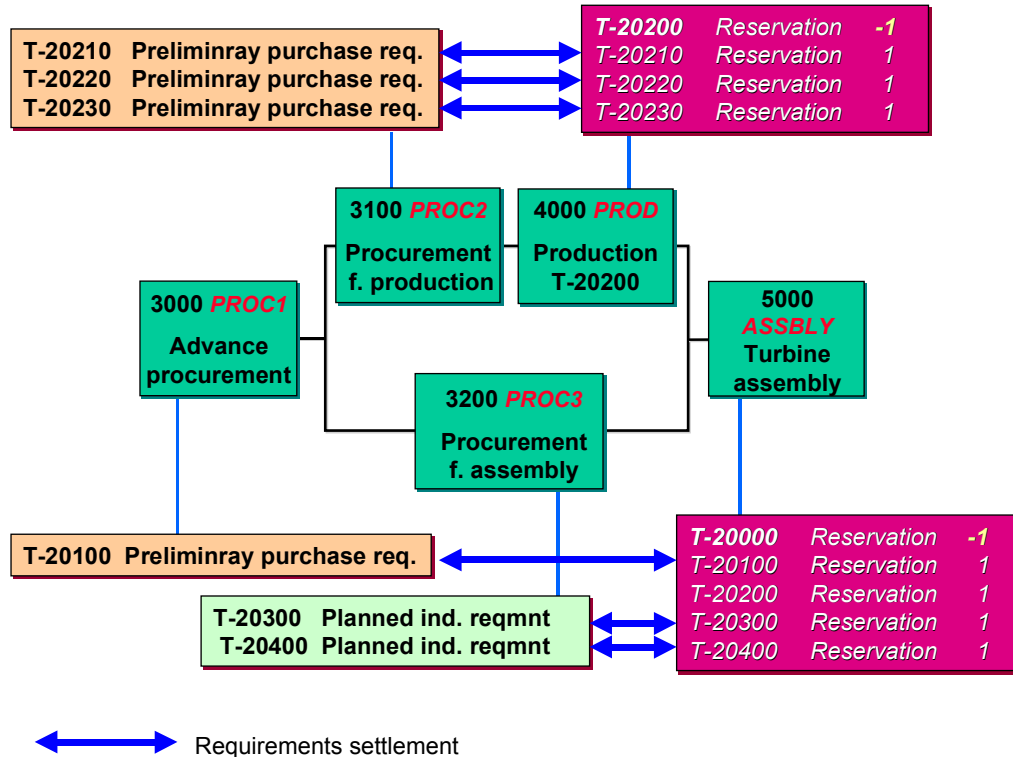 T-20210 Preliminray purchase req.
T-20220 Preliminray purchase req.
T-20230 Preliminray purchase req.
T-20200 Reservation -1
T-20210 Reservation 1
T-20220 Reservation 1
T-20230 Reservation 1
3100 PROC2
Procurement
f. production
4000 PROD
Production
T-20200
3000 PROC1
Advance
procurement
5000
ASSBLY
Turbine
assembly
3200 PROC3
Procurement
f. assembly
T-20100 Preliminray purchase req.
T-20000 Reservation -1
T-20100 Reservation 1
T-20200 Reservation 1
T-20300 Reservation 1
T-20400 Reservation 1
T-20300 Planned ind. reqmnt
T-20400 Planned ind. reqmnt
Requirements settlement